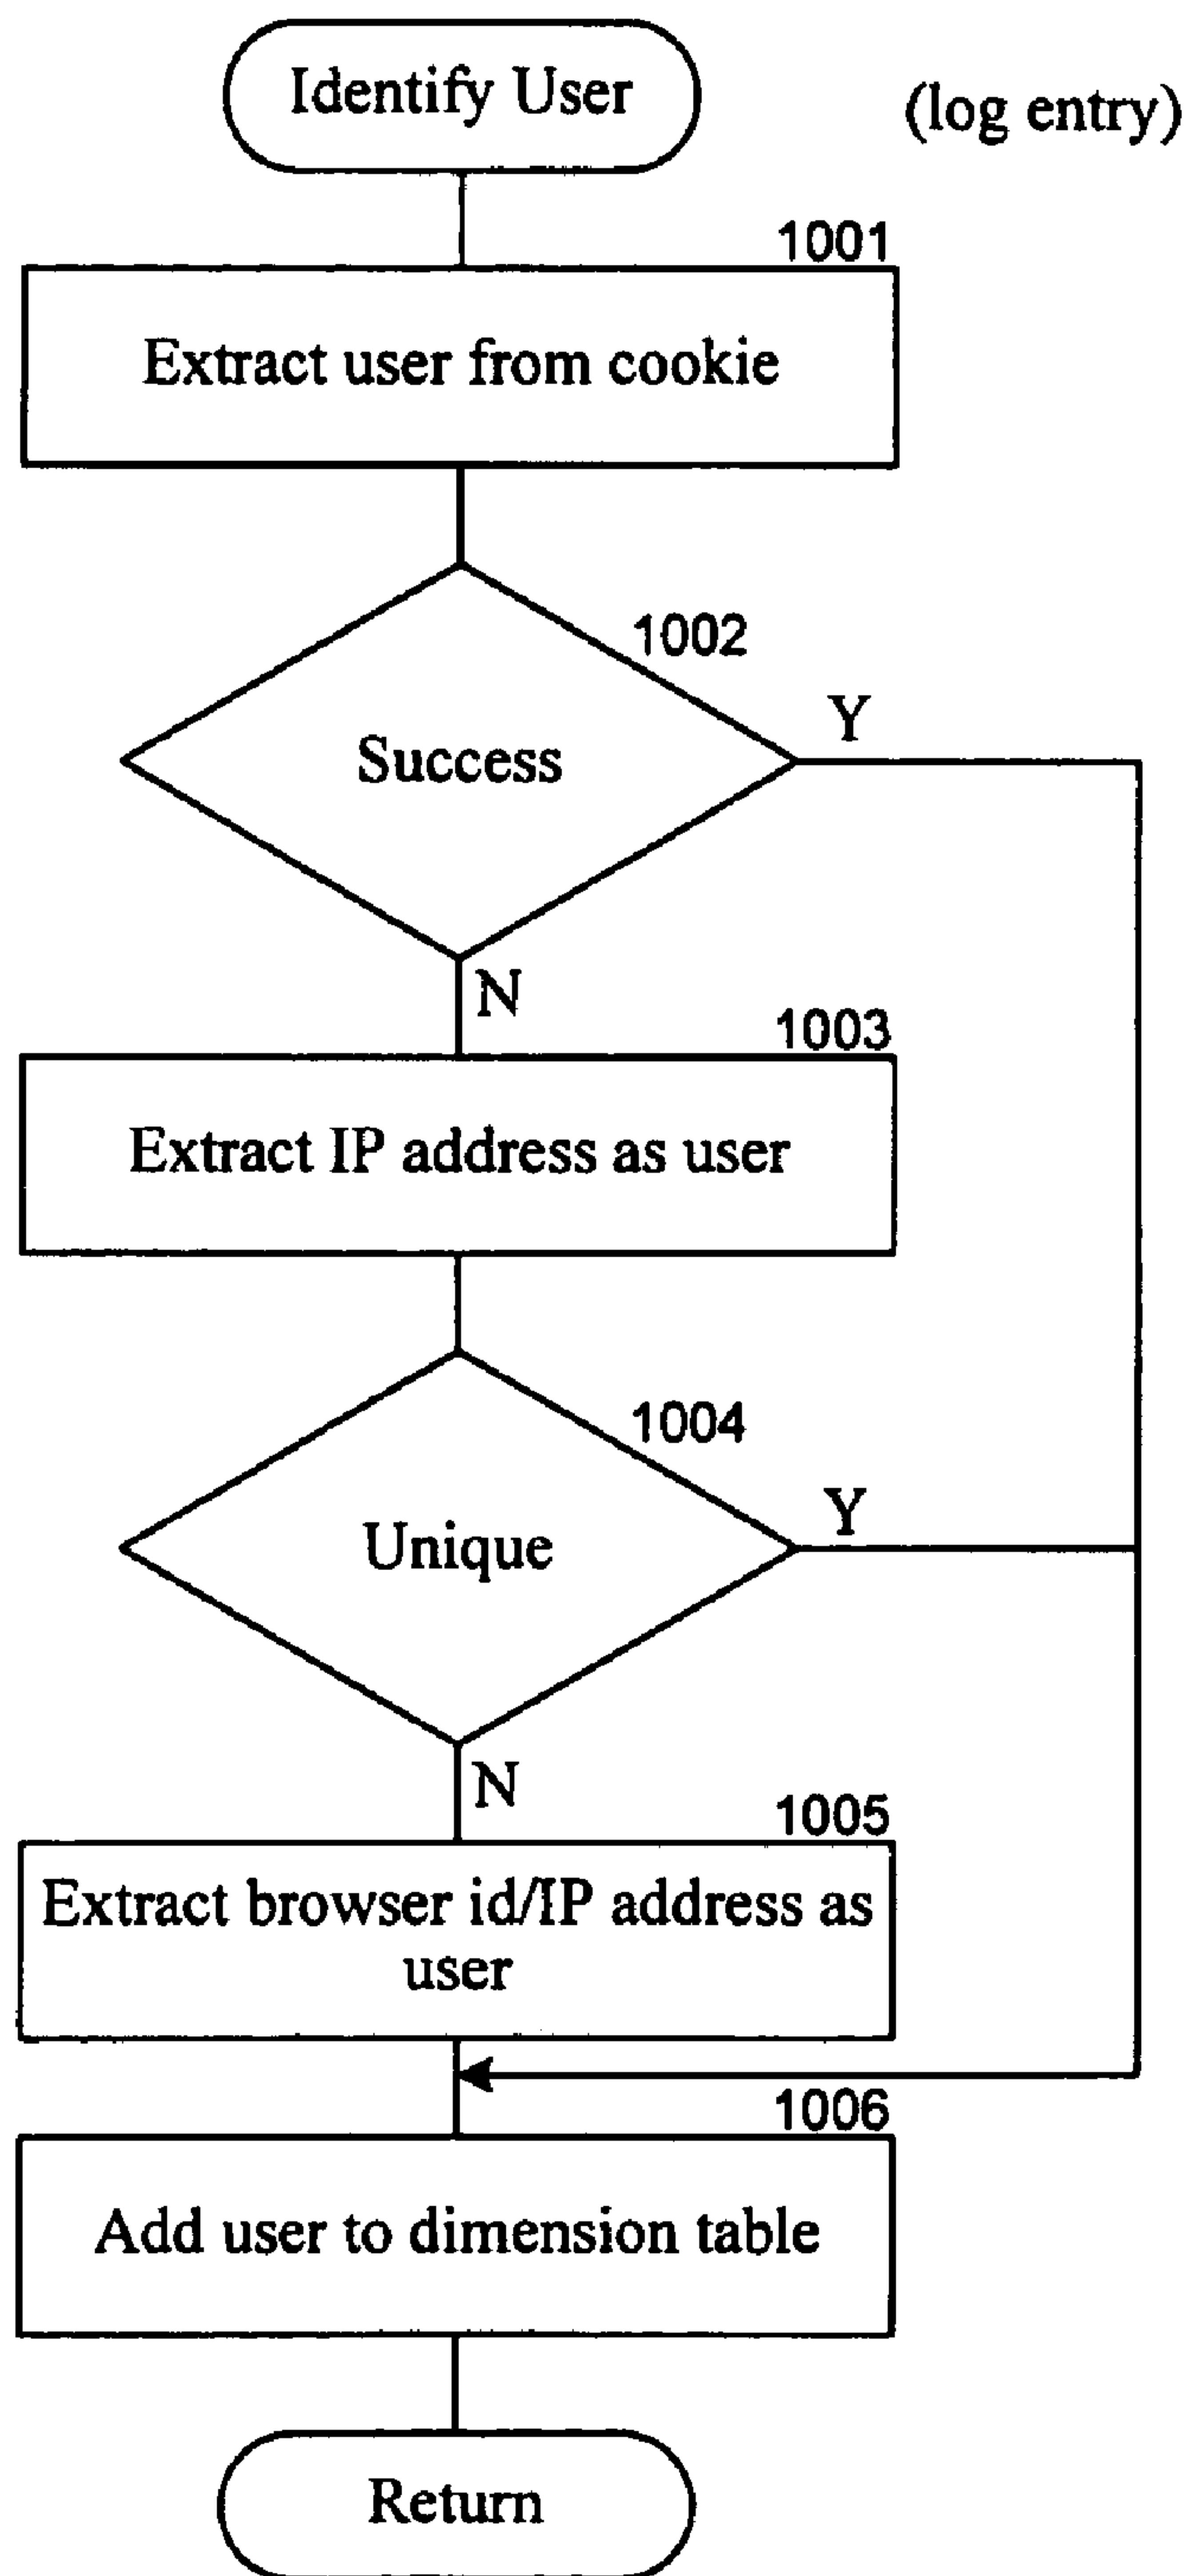 Identify User
(log entry)
1001
Extract user from cookie
1002
Success
Y
N
1003
Extract IP address as user
1004
Unique
Y
N
1005
Extract browser id/IP address as
user
1006
Add user to dimension table
Return